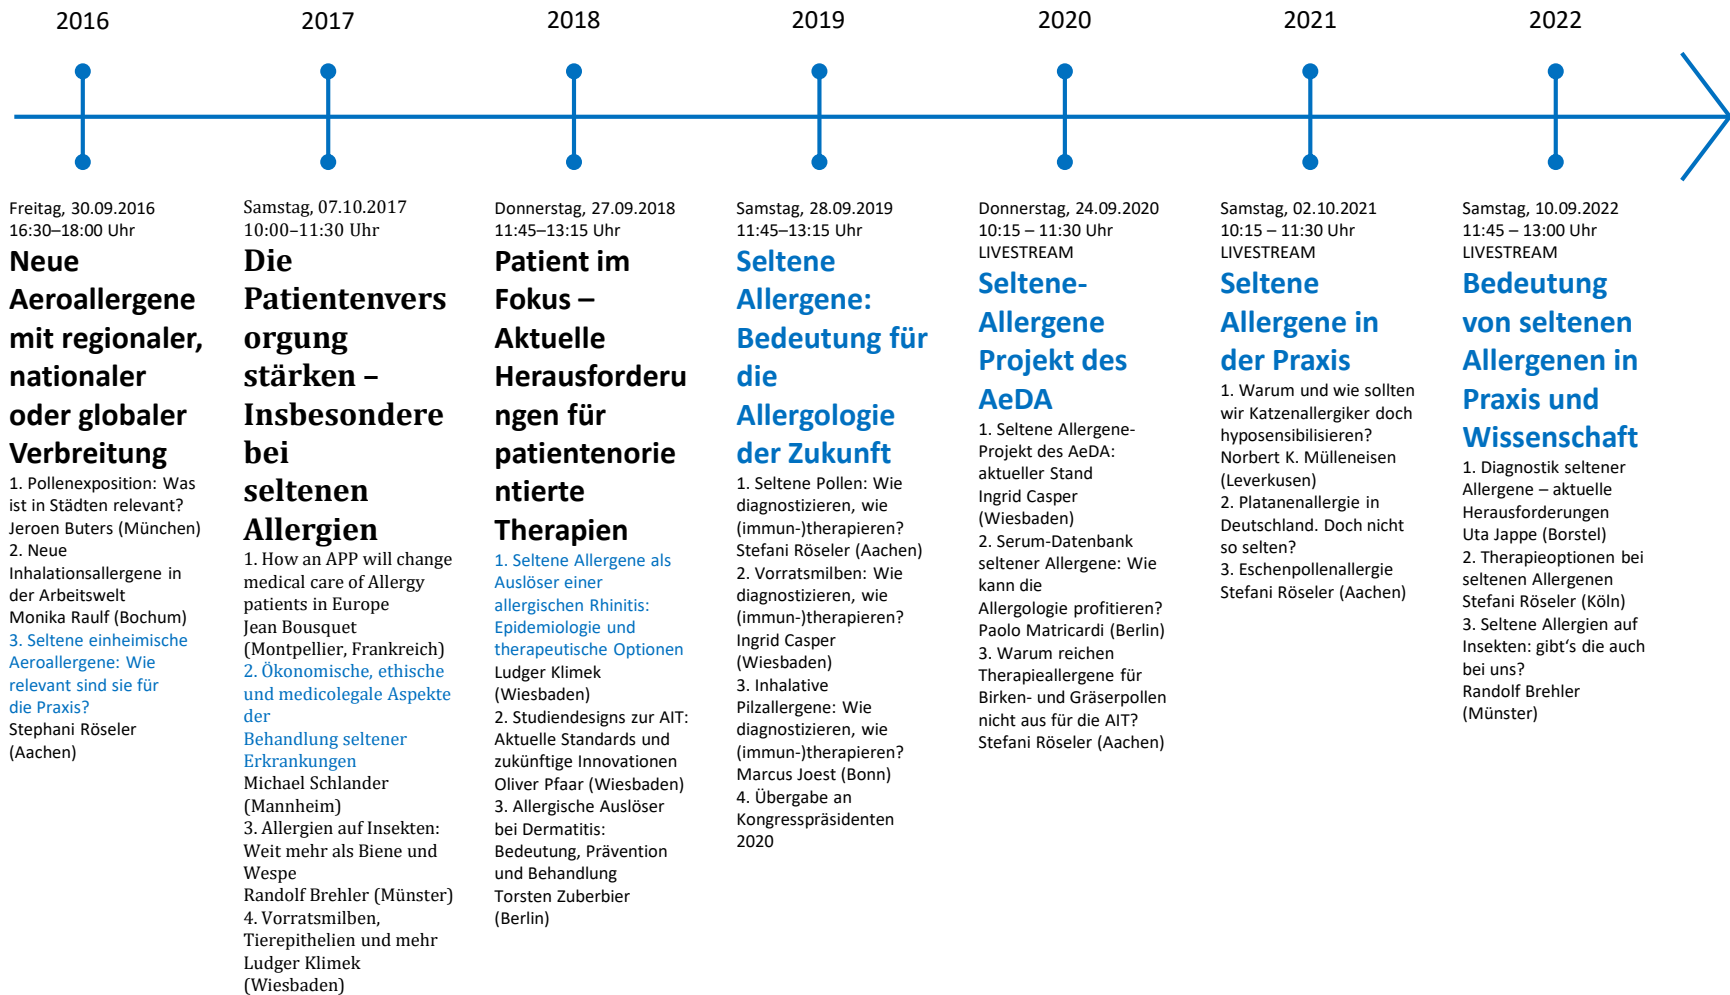 2016
2017
2018
2019
2020
2021
2022
Freitag, 30.09.2016
16:30–18:00 Uhr
Neue
Aeroallergene
mit regionaler,
nationaler
oder globaler
Verbreitung
1. Pollenexposition: Was
ist in Städten relevant?
Jeroen Buters (München)
2. Neue
Inhalationsallergene in
der Arbeitswelt
Monika Raulf (Bochum)
3. Seltene einheimische
Aeroallergene: Wie
relevant sind sie für
die Praxis?
Stephani Röseler
(Aachen)
Samstag, 07.10.2017
10:00–11:30 Uhr
Die
Patientenvers
orgung
stärken –
Insbesondere
bei
seltenen
Allergien
1. How an APP will change
medical care of Allergy
patients in Europe
Jean Bousquet
(Montpellier, Frankreich)
2. Ökonomische, ethische
und medicolegale Aspekte
der
Behandlung seltener
Erkrankungen
Michael Schlander
(Mannheim)
3. Allergien auf Insekten:
Weit mehr als Biene und
Wespe
Randolf Brehler (Münster)
4. Vorratsmilben,
Tierepithelien und mehr
Ludger Klimek
(Wiesbaden)
Donnerstag, 27.09.2018
11:45–13:15 Uhr
Patient im
Fokus –
Aktuelle
Herausforderu
ngen für
patientenorie
ntierte
Therapien
1. Seltene Allergene als
Auslöser einer
allergischen Rhinitis:
Epidemiologie und
therapeutische Optionen
Ludger Klimek
(Wiesbaden)
2. Studiendesigns zur AIT:
Aktuelle Standards und
zukünftige Innovationen
Oliver Pfaar (Wiesbaden)
3. Allergische Auslöser
bei Dermatitis:
Bedeutung, Prävention
und Behandlung
Torsten Zuberbier
(Berlin)
Samstag, 28.09.2019
11:45–13:15 Uhr
Seltene
Allergene:
Bedeutung für
die
Allergologie
der Zukunft
1. Seltene Pollen: Wie
diagnostizieren, wie
(immun-)therapieren?
Stefani Röseler (Aachen)
2. Vorratsmilben: Wie
diagnostizieren, wie
(immun-)therapieren?
Ingrid Casper
(Wiesbaden)
3. Inhalative
Pilzallergene: Wie
diagnostizieren, wie
(immun-)therapieren?
Marcus Joest (Bonn)
4. Übergabe an
Kongresspräsidenten
2020
Donnerstag, 24.09.2020
10:15 – 11:30 Uhr
LIVESTREAM
Seltene-
Allergene
Projekt des
AeDA
1. Seltene Allergene-
Projekt des AeDA:
aktueller Stand
Ingrid Casper
(Wiesbaden)
2. Serum-Datenbank
seltener Allergene: Wie
kann die
Allergologie profitieren?
Paolo Matricardi (Berlin)
3. Warum reichen
Therapieallergene für
Birken- und Gräserpollen
nicht aus für die AIT?
Stefani Röseler (Aachen)
Samstag, 02.10.2021
10:15 – 11:30 Uhr
LIVESTREAM
Seltene
Allergene in
der Praxis
1. Warum und wie sollten
wir Katzenallergiker doch
hyposensibilisieren?
Norbert K. Mülleneisen
(Leverkusen)
2. Platanenallergie in
Deutschland. Doch nicht
so selten?
3. Eschenpollenallergie
Stefani Röseler (Aachen)
Samstag, 10.09.2022
11:45 – 13:00 Uhr
LIVESTREAM
Bedeutung
von seltenen
Allergenen in
Praxis und
Wissenschaft
1. Diagnostik seltener
Allergene – aktuelle
Herausforderungen
Uta Jappe (Borstel)
2. Therapieoptionen bei
seltenen Allergenen
Stefani Röseler (Köln)
3. Seltene Allergien auf
Insekten: gibt‘s die auch
bei uns?
Randolf Brehler
(Münster)